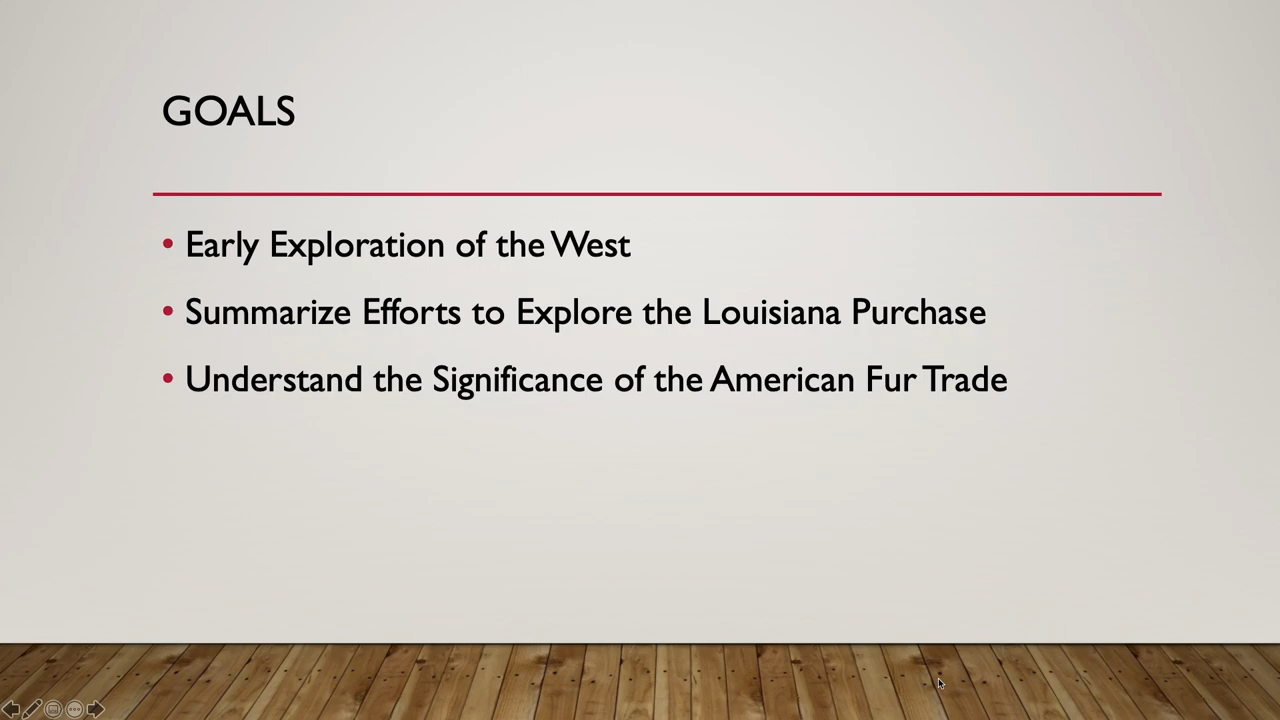 GOALS
• Early Exploration of the West
• Summarize Efforts to Explore the Louisiana Purchase
• Understand the Significance of the American Fur Trade